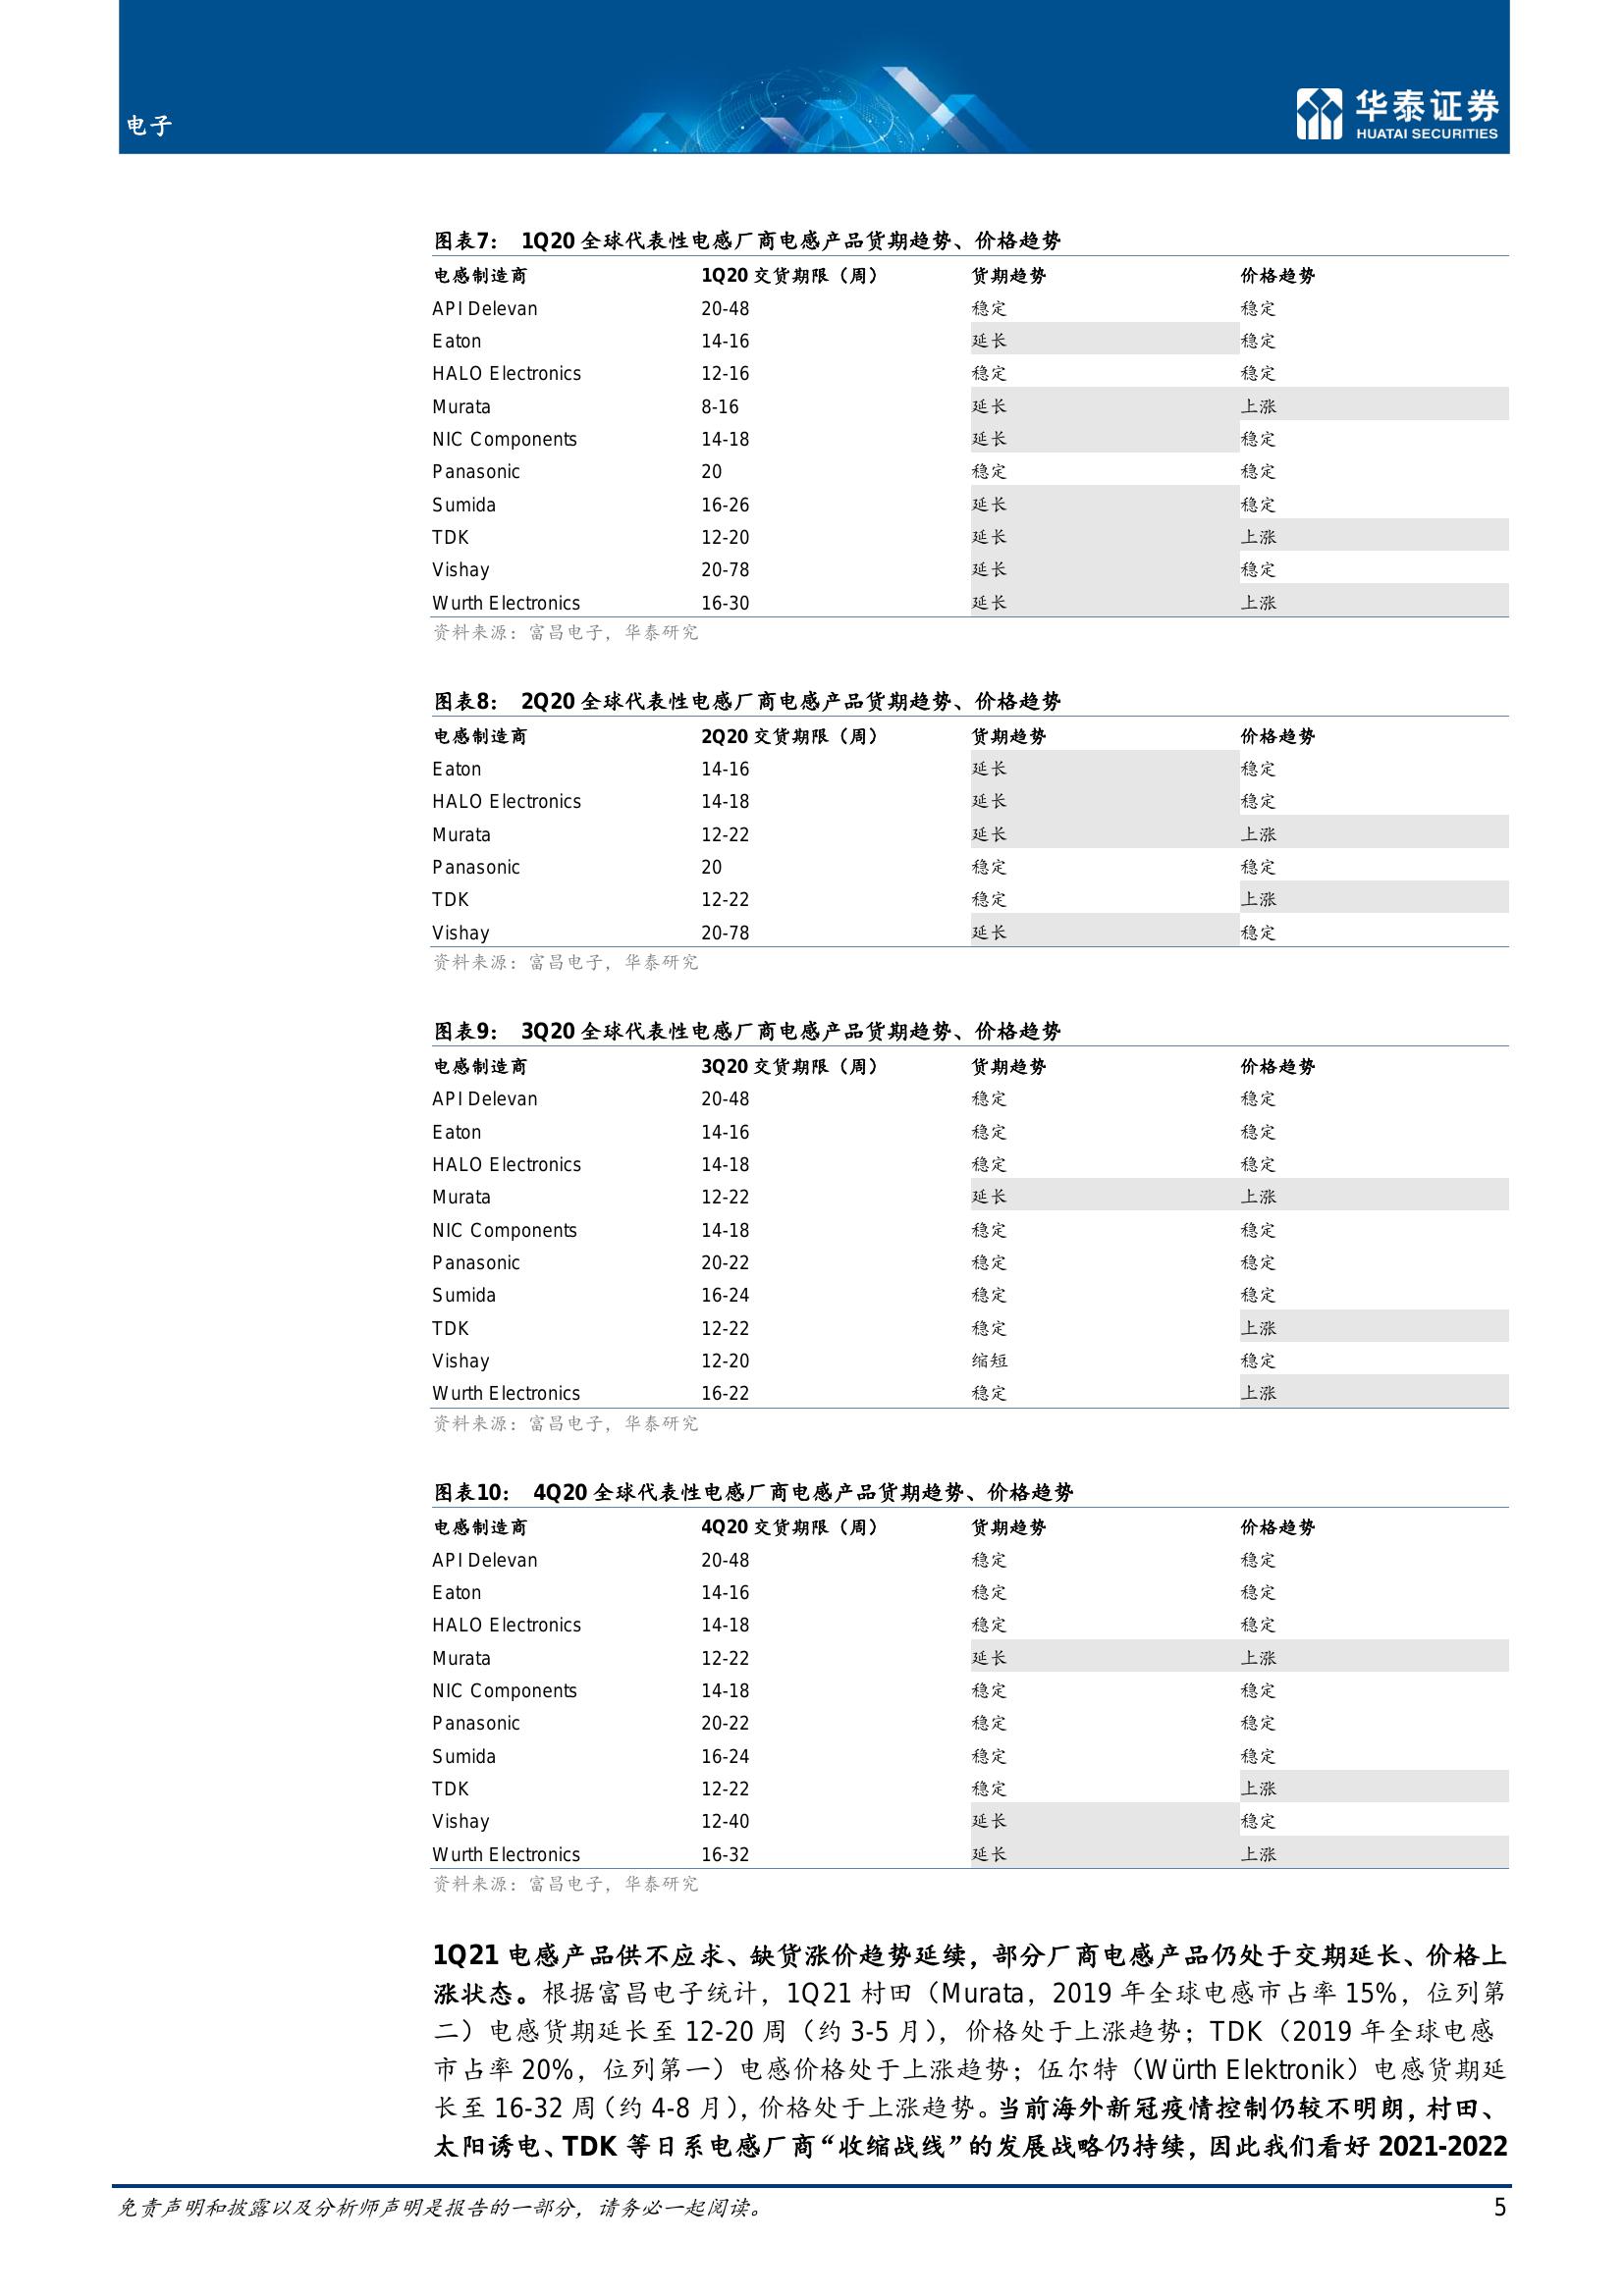 电子
华泰证券
HUATAI SECURITIES
图表7： 1Q20 全球代表性电感厂商电感产品货期趋势、价格趋势
电感制造商 1Q20 交货期限（周） 货期趋势 价格趋势
API Delevan 20-48 稳定 稳定
Eaton 14-16 延长 稳定
HALO Electronics 12-16 稳定 稳定
Murata 8-16 延长 上涨
NIC Components 14-18 延长 稳定
Panasonic 20 稳定 稳定
Sumida 16-26 延长 稳定
TDK 12-20 延长 上涨
Vishay 20-78 延长 稳定
Wurth Electronics 16-30 延长 上涨
资料来源：富昌电子，华泰研究
图表8： 2Q20 全球代表性电感厂商电感产品货期趋势、价格趋势
电感制造商 2Q20 交货期限（周） 货期趋势 价格趋势
Eaton 14-16 延长 稳定
HALO Electronics 14-18 延长 稳定
Murata 12-22 延长 上涨
Panasonic 20 稳定 稳定
TDK 12-22 稳定 上涨
Vishay 20-78 延长 稳定
资料来源：富昌电子，华泰研究
图表9： 3Q20 全球代表性电感厂商电感产品货期趋势、价格趋势
电感制造商 3Q20 交货期限（周） 货期趋势 价格趋势
API Delevan 20-48 稳定 稳定
Eaton 14-16 稳定 稳定
HALO Electronics 14-18 稳定 稳定
Murata 12-22 延长 上涨
NIC Components 14-18 稳定 稳定
Panasonic 20-22 稳定 稳定
Sumida 16-24 稳定 稳定
TDK 12-22 稳定 上涨
Vishay 12-20 缩短 稳定
Wurth Electronics 16-22 稳定 上涨
资料来源：富昌电子，华泰研究
图表10： 4Q20 全球代表性电感厂商电感产品货期趋势、价格趋势
电感制造商 4Q20 交货期限（周） 货期趋势 价格趋势
API Delevan 20-48 稳定 稳定
Eaton 14-16 稳定 稳定
HALO Electronics 14-18 稳定 稳定
Murata 12-22 延长 上涨
NIC Components 14-18 稳定 稳定
Panasonic 20-22 稳定 稳定
Sumida 16-24 稳定 稳定
TDK 12-22 稳定 上涨
Vishay 12-40 延长 稳定
Wurth Electronics 16-32 延长 上涨
资料来源：富昌电子，华泰研究
1Q21 电感产品供不应求、缺货涨价趋势延续，部分厂商电感产品仍处于交期延长、价格上
涨状态。根据富昌电子统计，1Q21 村田（Murata，2019 年全球电感市占率 15%，位列第
二）电感货期延长至 12-20 周（约 3-5 月），价格处于上涨趋势；TDK（2019 年全球电感
市占率 20%，位列第一）电感价格处于上涨趋势；伍尔特（Würth Elektronik）电感货期延
长至 16-32 周（约 4-8 月），价格处于上涨趋势。当前海外新冠疫情控制仍较不明朗，村田、
太阳诱电、TDK 等日系电感厂商“收缩战线”的发展战略仍持续，因此我们看好 2021-2022
免责声明和披露以及分析师声明是报告的一部分，请务必一起阅读。 5